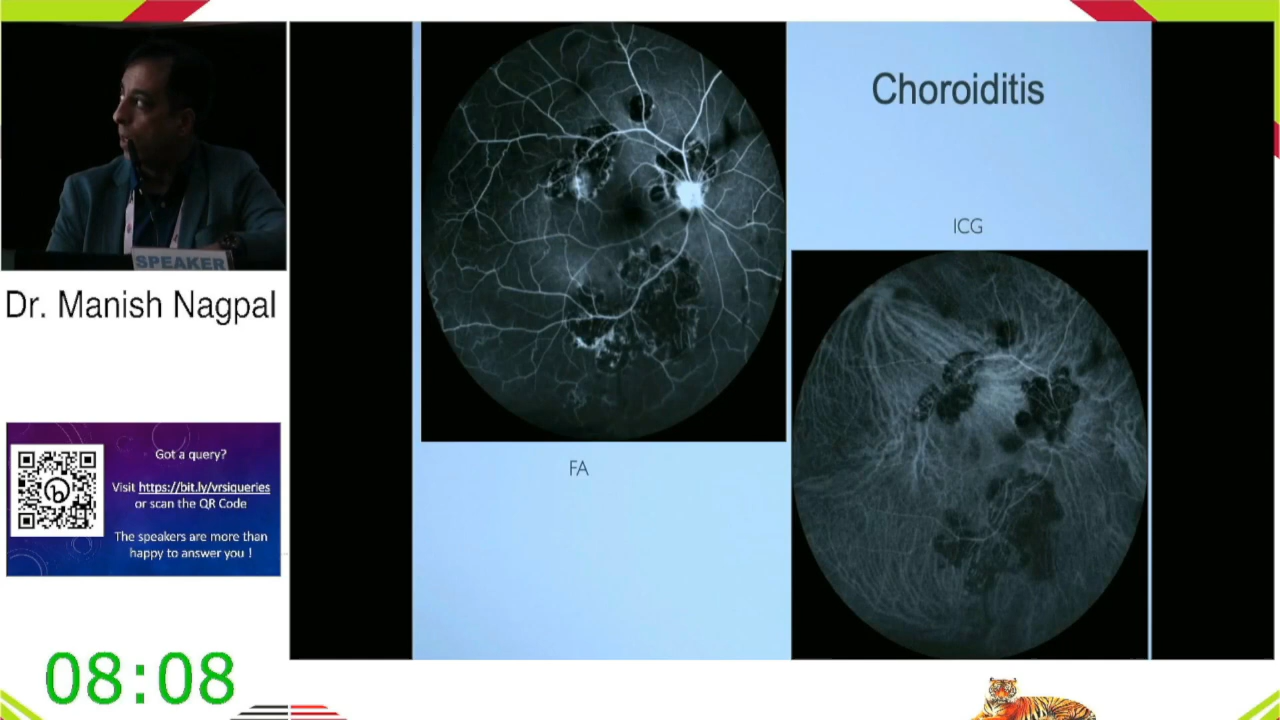 SPEAKER
Dr. Manish Nagpal
Got a query?
Visit https://bit.ly/vrsiqueries
or scan the QR Code
The speakers are more than
happy to answer you !
08:08
Choroiditis
ICG
FA